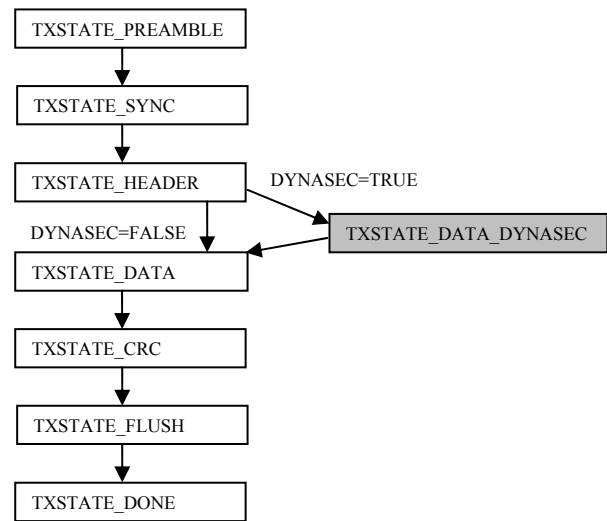 TXSTATE_PREAMBLE
TXSTATE_SYNC
TXSTATE_HEADER
DYNASEC=TRUE
DYNASEC=FALSE
TXSTATE_DATA_DYNASEC
TXSTATE_DATA
TXSTATE_CRC
TXSTATE_FLUSH
TXSTATE_DONE